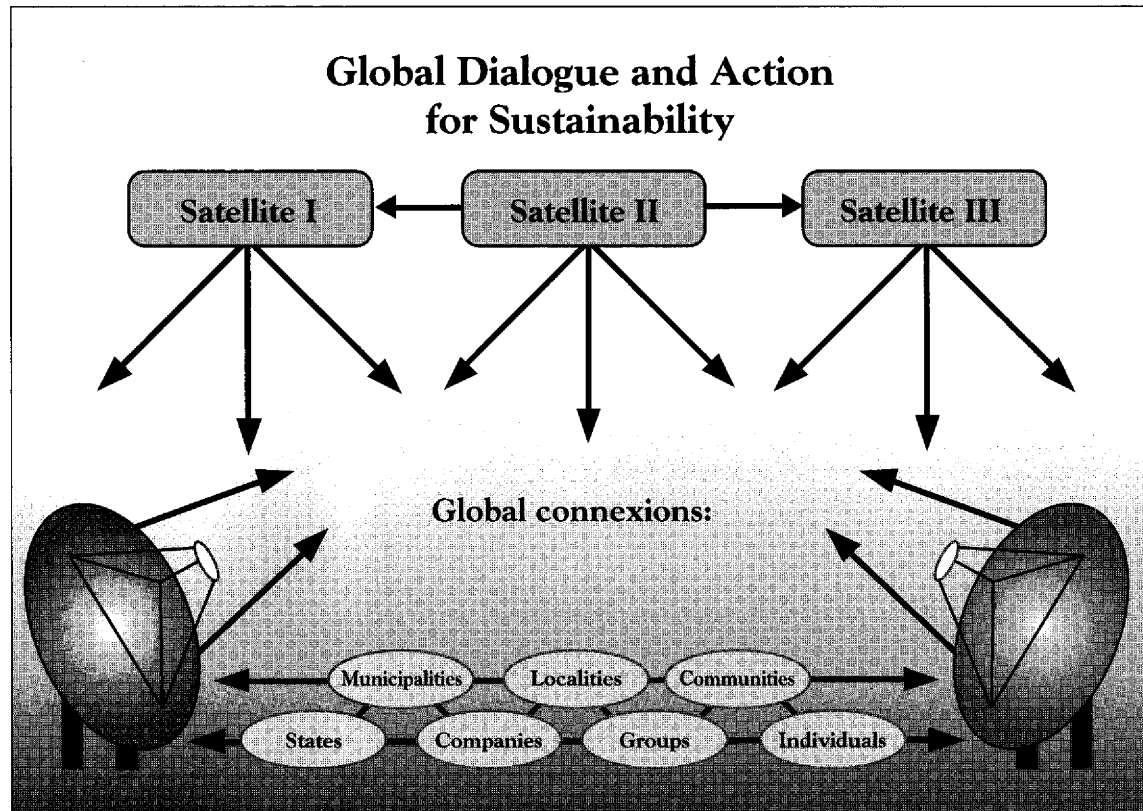 Global Dialogue and Action
for Sustainability
Satellite I
Satellite II
Satellite III
Global connexions:
Municipalities
Localities
Communities
States
Companies
Groups
Individuals